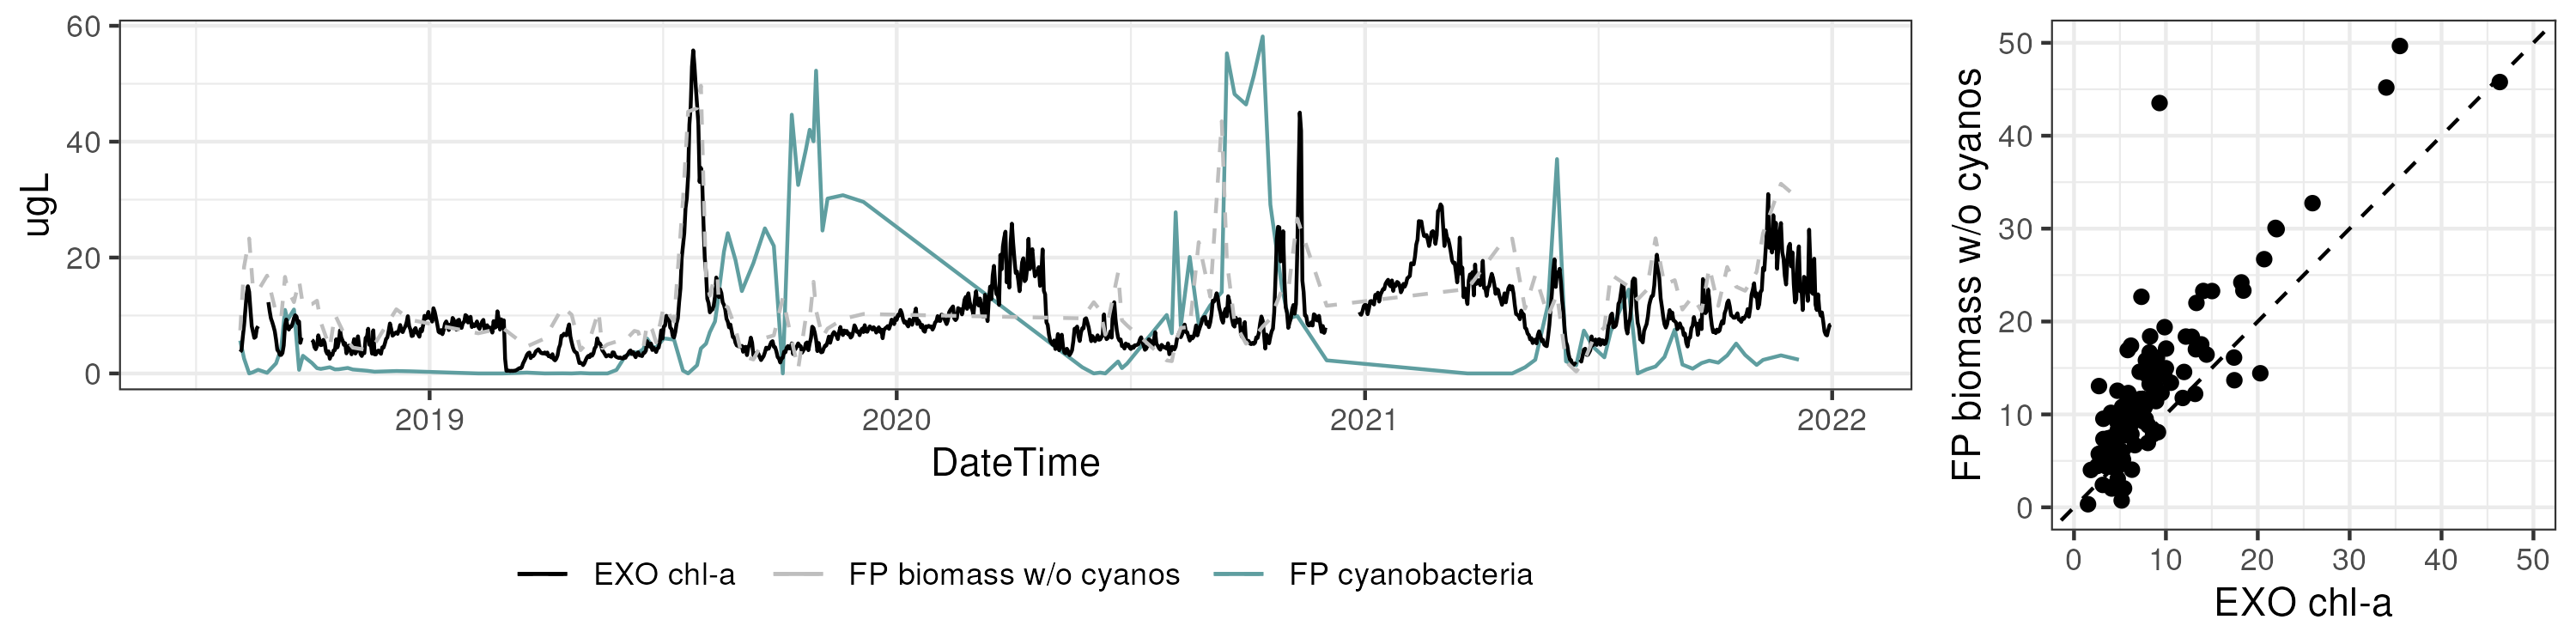 60
40
20
0
ugL
2019 2020 2021 2022
DateTime
EXO chl-a FP biomass w/o cyanos FP cyanobacteria
50
40
30
20
10
0
FP biomass w/o cyanos
0 10 20 30 40 50
EXO chl-a